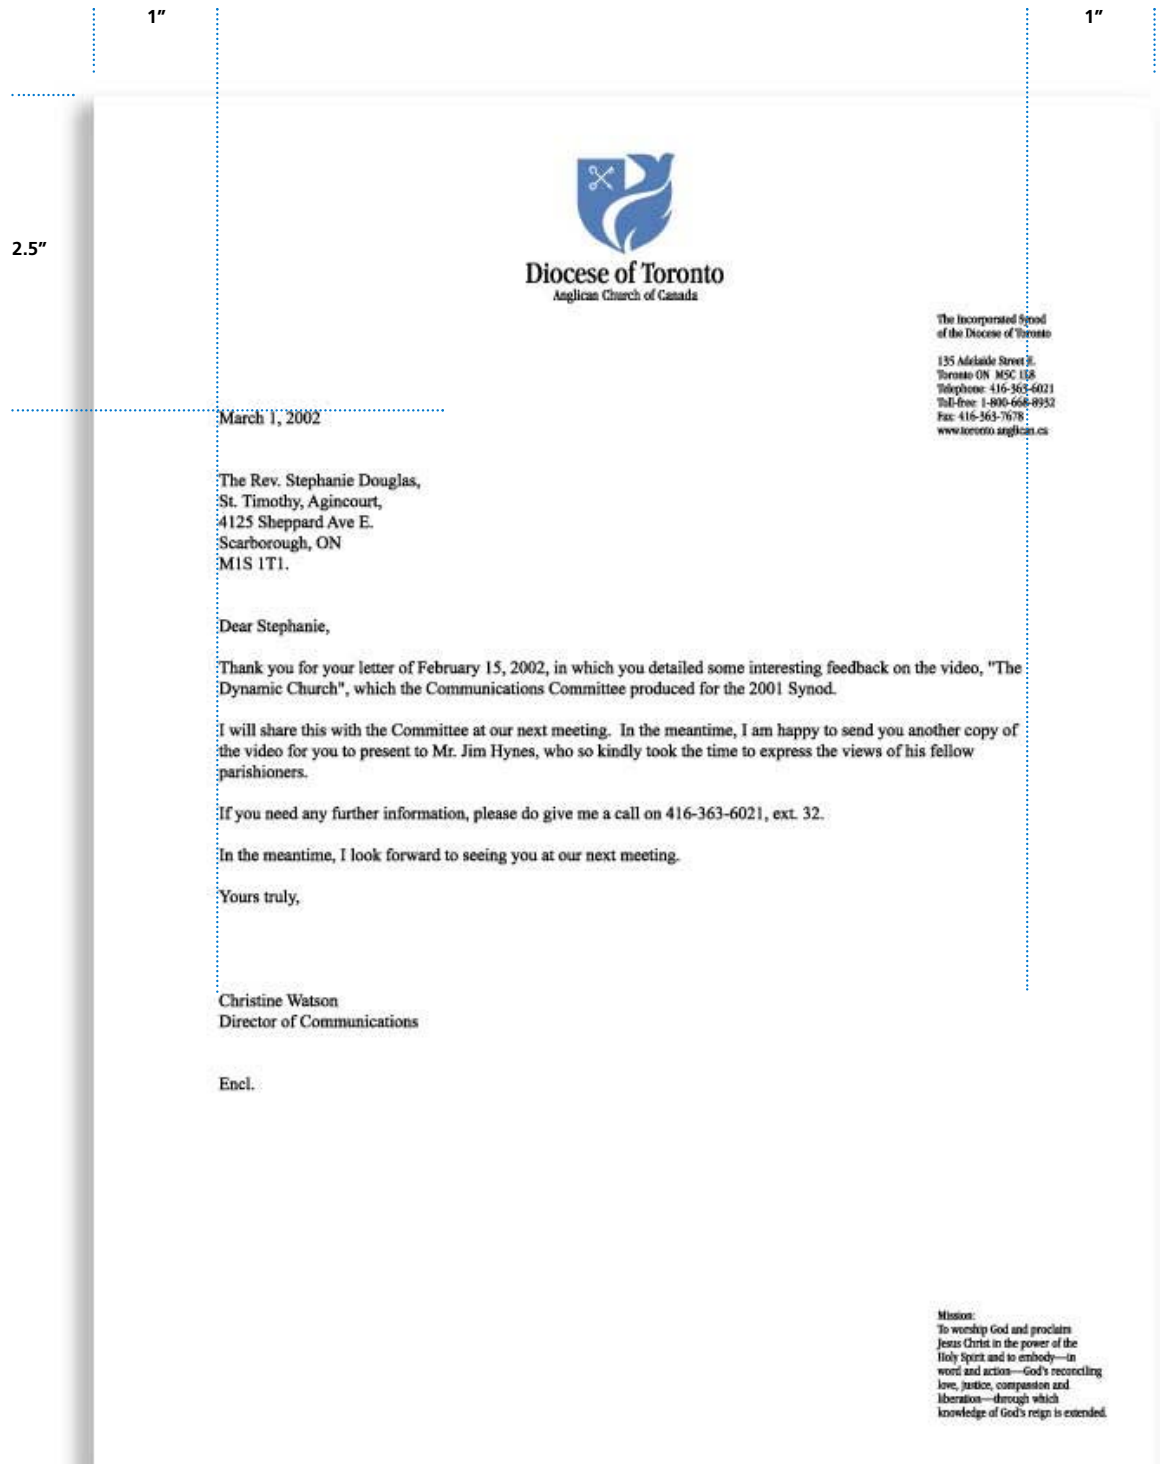 1″
1″
2.5″
Diocese of Toronto
Anglican Church of Canada
The Incorporated Synod
of the Diocese of Toronto
135 Adelaide Street E.
Toronto ON  M5C 1L8
Telephone: 416-363-6021
Toll-free: 1-800-668-8932
Fax: 416-363-7678
www.toronto.anglican.ca
March 1, 2002
The Rev. Stephanie Douglas,
St. Timothy, Agincourt,
4125 Sheppard Ave E.
Scarborough, ON
M1S 1T1.
Dear Stephanie,
Thank you for your letter of February 15, 2002, in which you detailed some interesting feedback on the video, "The
Dynamic Church", which the Communications Committee produced for the 2001 Synod.
I will share this with the Committee at our next meeting.  In the meantime, I am happy to send you another copy of
the video for you to present to Mr. Jim Hynes, who so kindly took the time to express the views of his fellow
parishioners.
If you need any further information, please do give me a call on 416-363-6021, ext. 32.
In the meantime, I look forward to seeing you at our next meeting.
Yours truly,
Christine Watson
Director of Communications
Encl.
Mission:
To worship God and proclaim
Jesus Christ in the power of the
Holy Spirit and to embody—in
word and action—God's reconciling
love, justice, compassion and
liberation—through which
knowledge of God's reign is extended.